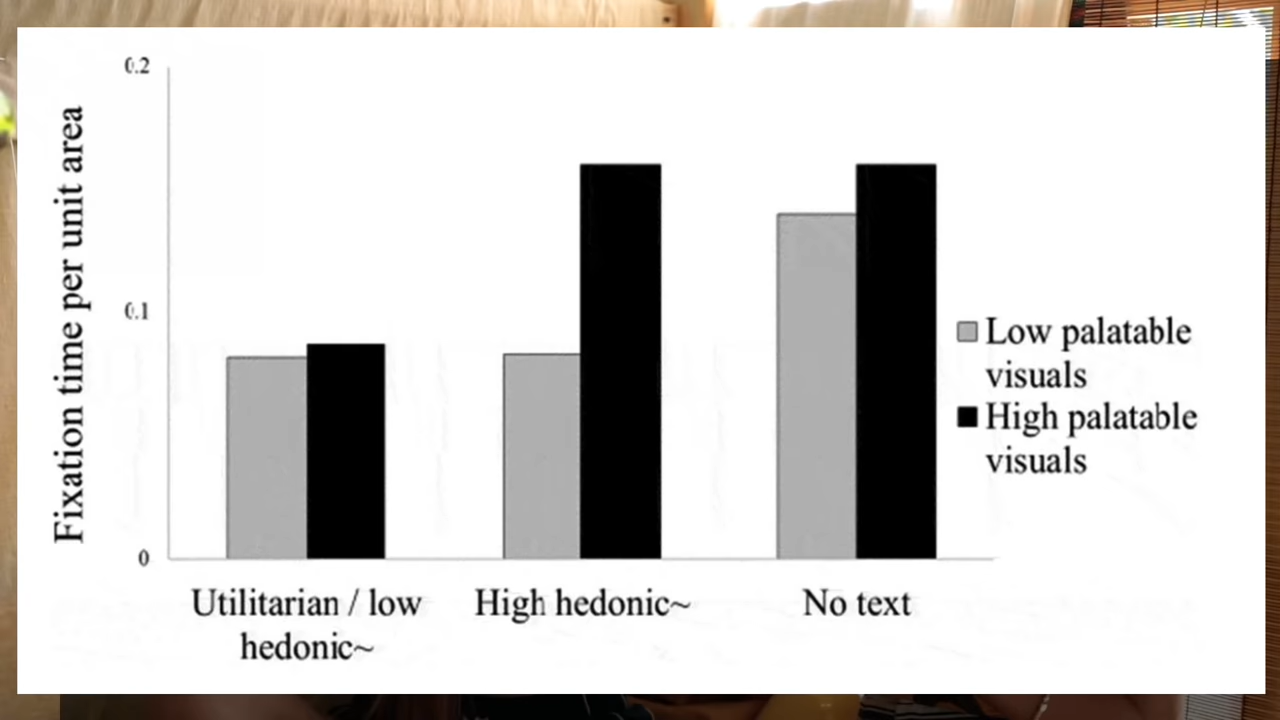 0.2
0.1
0
Fixation time per unit area
Utilitarian / low
hedonic~
High hedonic~
No text
Low palatable
visuals
High palatable
visuals